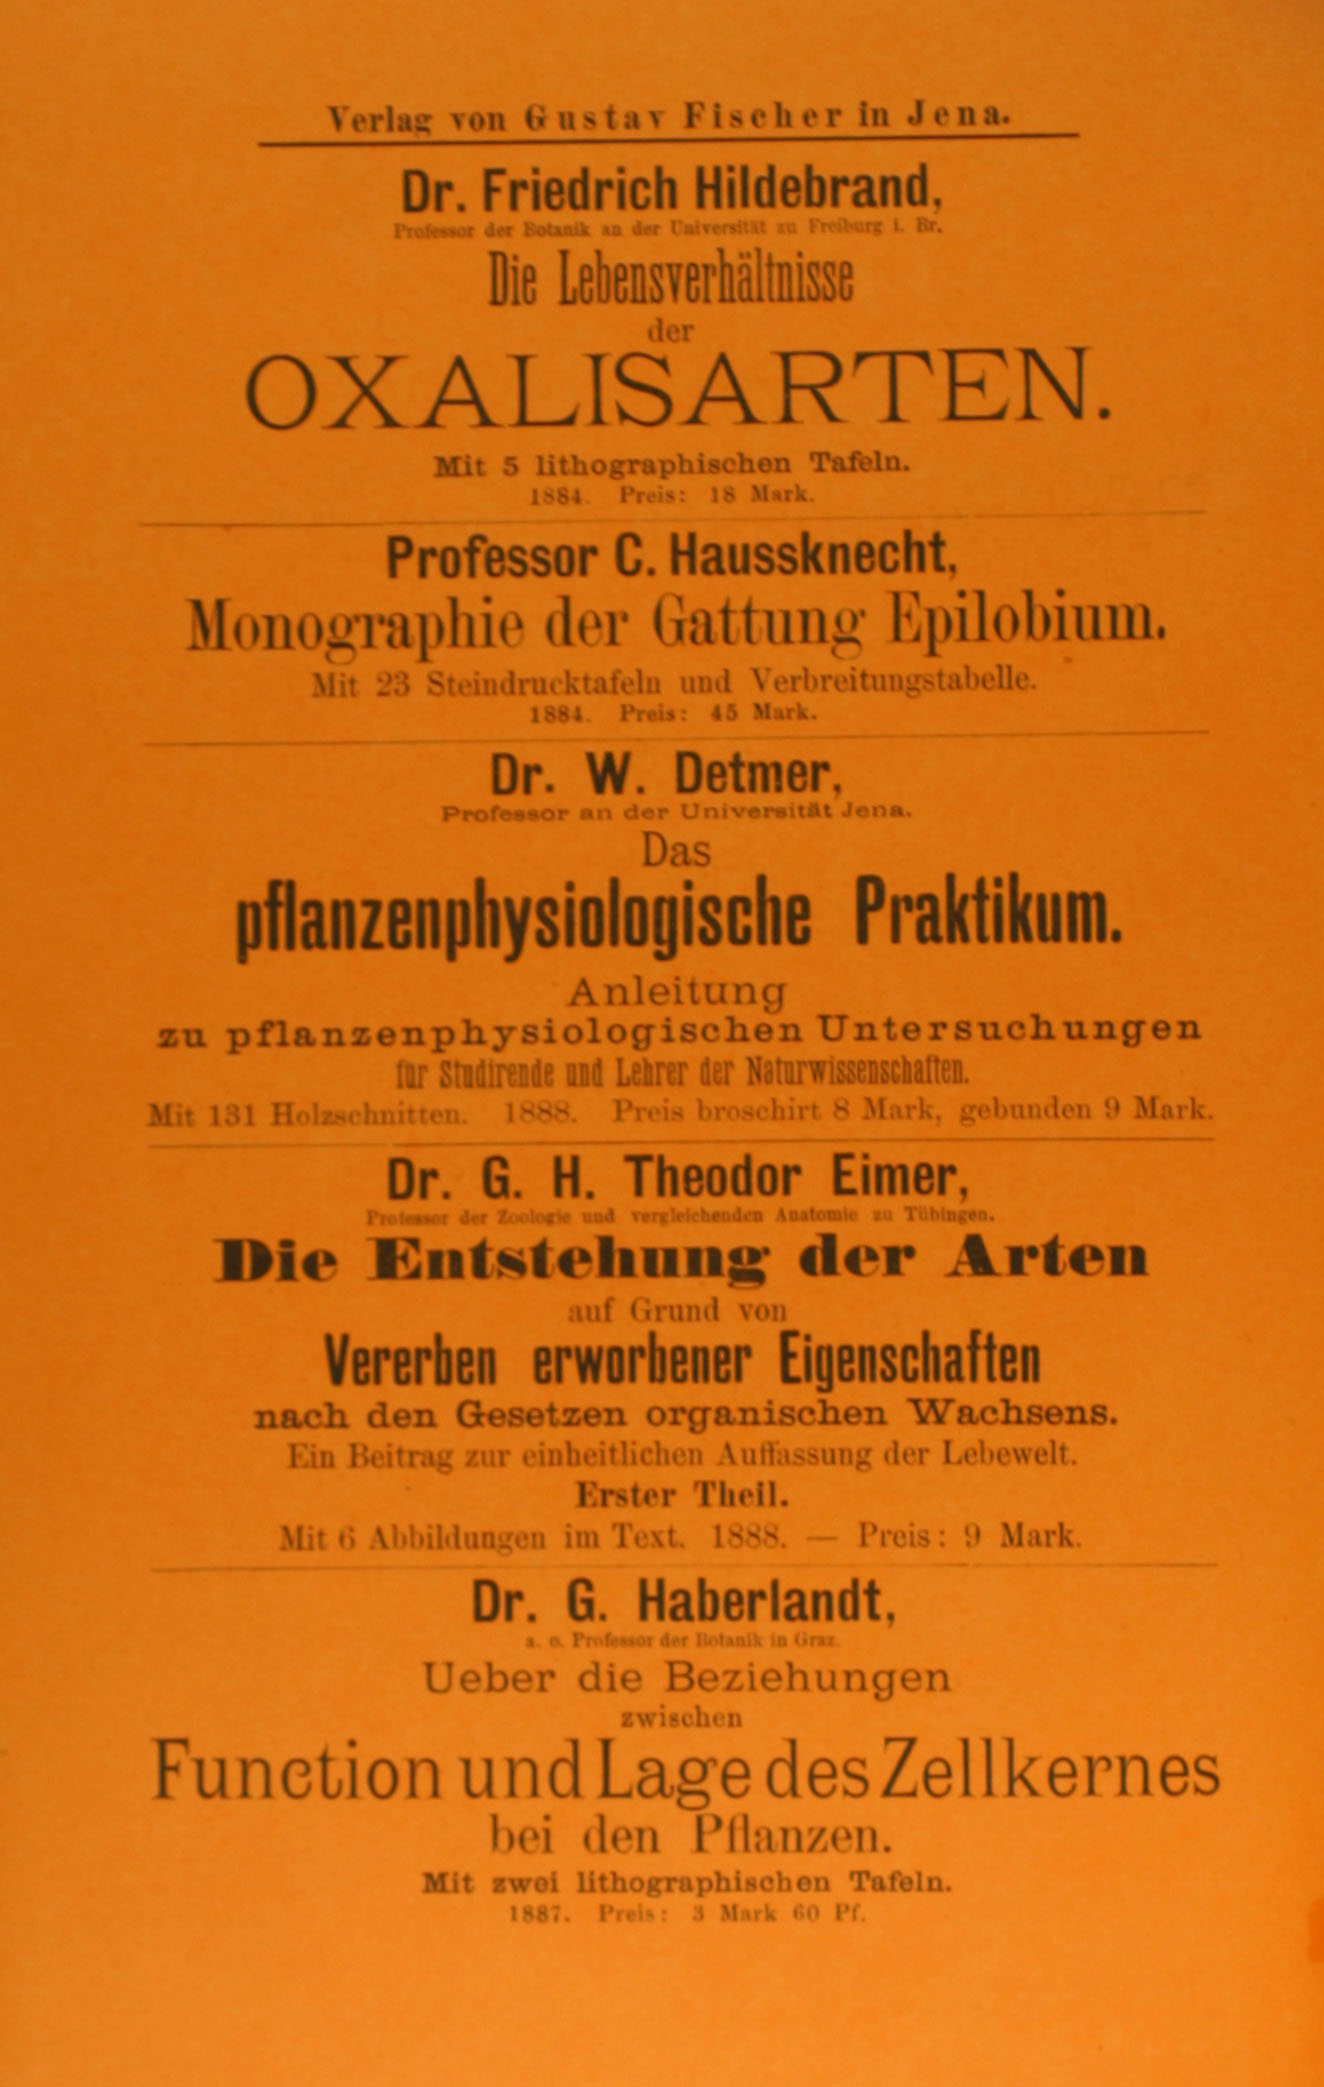 Verlag von Gustav Fischer in Jena.
Dr. Friedrich Hildebrand,
Professor der Botanik an der Universität zu Freiburg i. Br.
Die Lebensverhältnisse
der
OXALISARTEN.
Mit 5 lithographischen Tafeln.
1884. Preis: 18 Mark.
Professor C. Haussknecht,
Monographie der Gattung Epilobium.
Mit 23 Steindrucktafeln und Verbreitungstabelle.
1884. Preis: 45 Mark.
Dr. W. Detmer,
Professor an der Universität Jena.
Das
pflanzenphysiologische Praktikum.
Anleitung
zu pflanzenphysiologischen Untersuchungen
für Studirende und Lehrer der Naturwissenschaften.
Mit 131 Holzschnitten. 1888. Preis broschirt 8 Mark, gebunden 9 Mark.
Dr. G. H. Theodor Eimer,
Professor der Zoologie und vergleichenden Anatomie zu Tübingen.
Die Entstehung der Arten
auf Grund von
Vererben erworbener Eigenschaften
nach den Gesetzen organischen Wachsens.
Ein Beitrag zur einheitlichen Auffassung der Lebewelt.
Erster Theil.
Mit 6 Abbildungen im Text. 1888. — Preis: 9 Mark.
Dr. G. Haberlandt,
a. o. Professor der Botanik in Graz.
Ueber die Beziehungen
zwischen
Function und Lage des Zellkernes
bei den Pflanzen.
Mit zwei lithographischen Tafeln.
1887. Preis: 3 Mark 60 Pf.